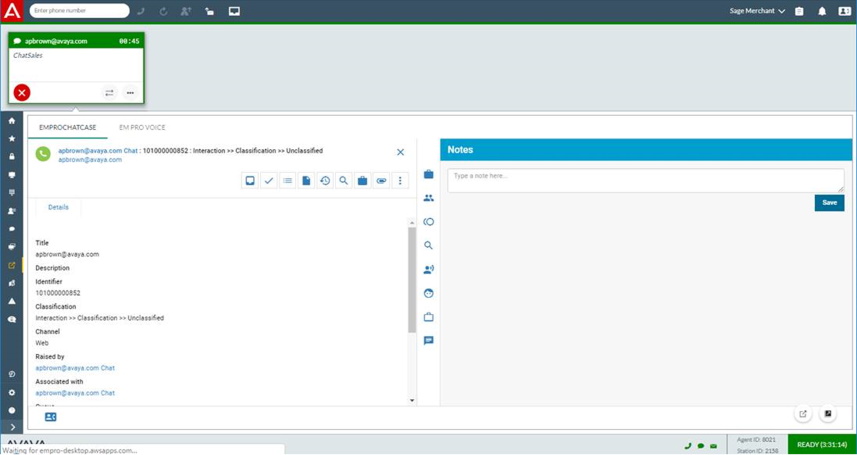 Enter phone number
Sage Merchant
apbrown@avaya.com 00:45
ChatSales
EMPROCHATCASE EM PRO VOICE
apbrown@avaya.com Chat : 101000000852 : Interaction >> Classification >> Unclassified
apbrown@avaya.com
Details
Title
apbrown@avaya.com
Description
Identifier
101000000852
Classification
Interaction >> Classification >> Unclassified
Channel
Web
Raised by
apbrown@avaya.com Chat
Associated with
apbrown@avaya.com Chat
Notes
Type a note here...
Save
AVAYA
Waiting for empro-desktop.awsapps.com...
Agent ID: 8021
Station ID: 2156
READY (3:31:14)